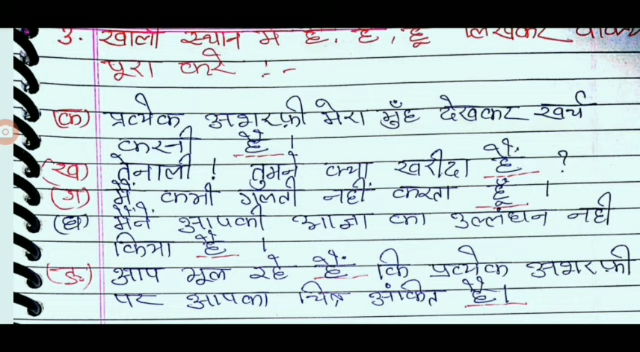 3. खाली स्थान में है, हैं, हूँ लिखकर वाक्य
पूरा करे :-
(क) प्रत्येक अशरफ़ी मेरा मुँह देखकर खर्च
करनी है ।
(ख) तेनाली ! तुमने क्या खरीदा है ?
(ग) मैं कभी गलती नहीं करता हूँ ।
(घ) मैंने आपकी आज्ञा का उल्लंघन नही
किया है ।
(ङ) आप भूल रहे हैं कि प्रत्येक अशरफ़ी
पर आपका चित्र अंकित है ।